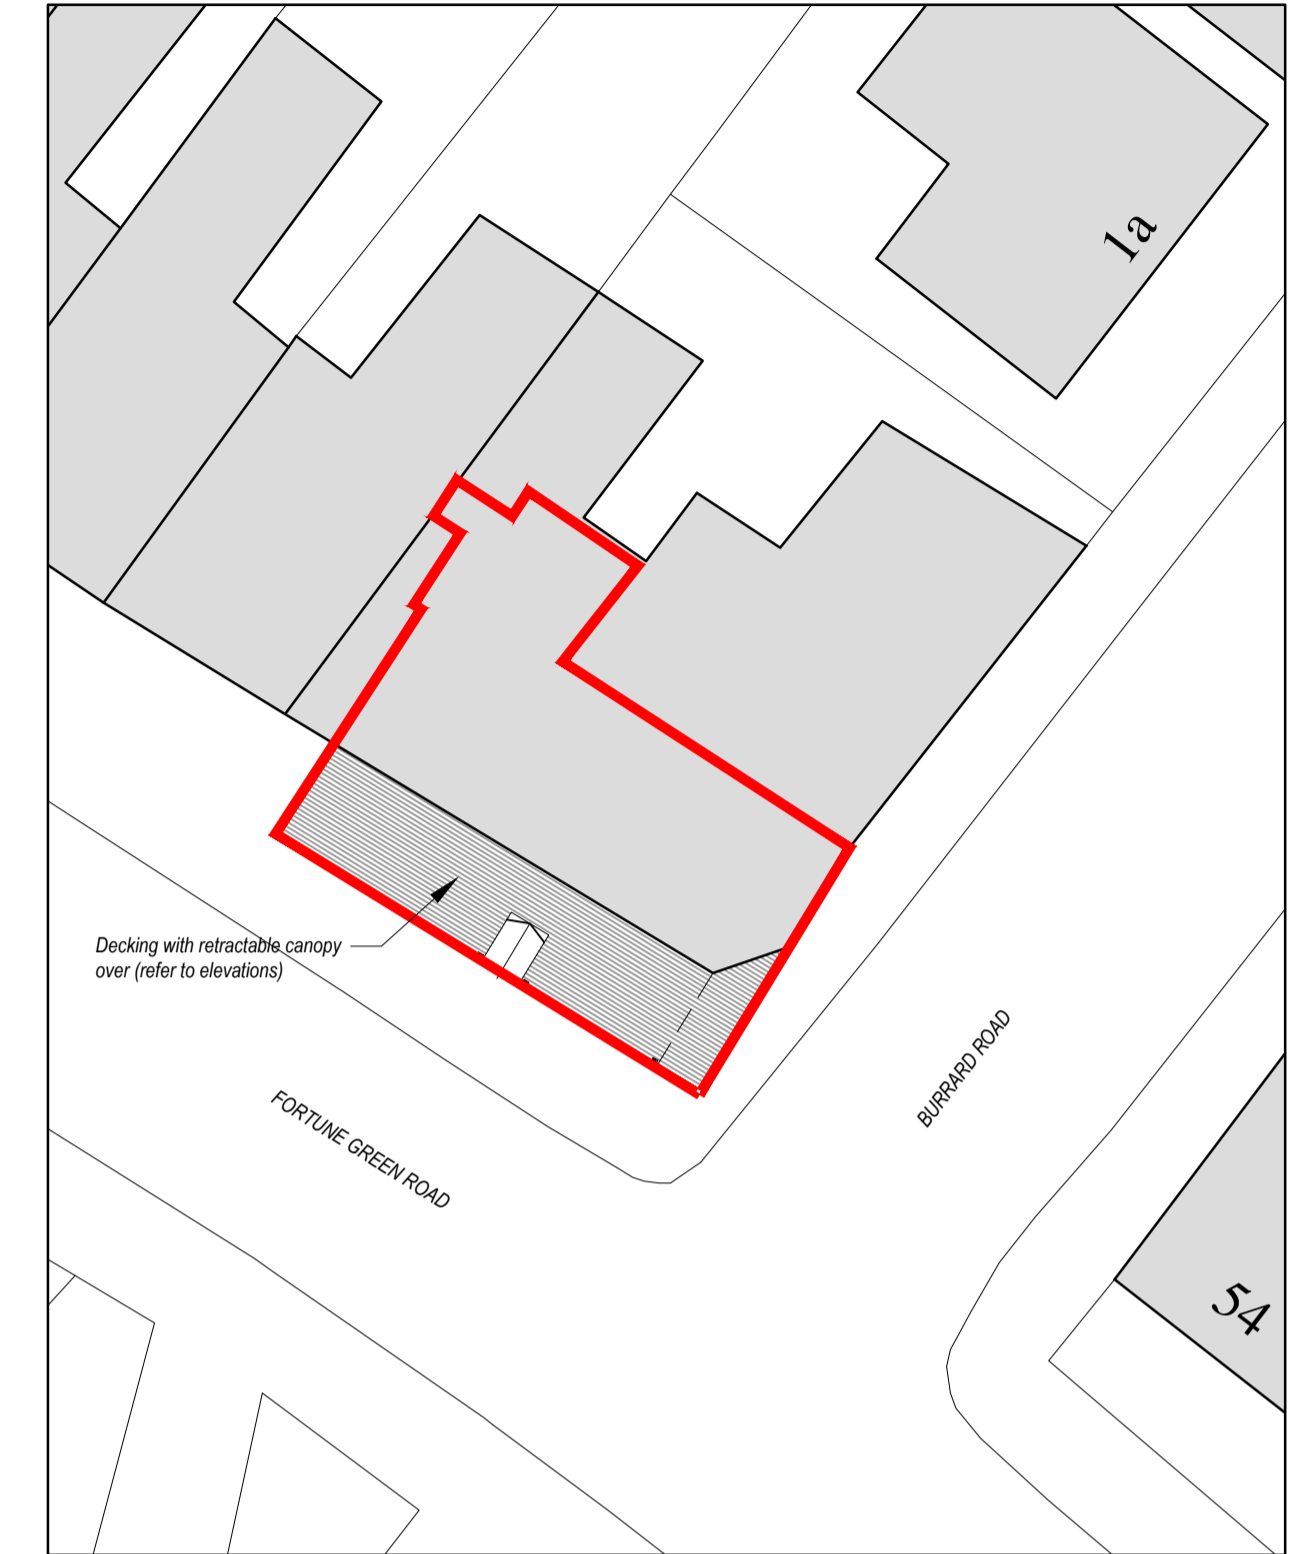 1a
Decking with retractable canopy
over (refer to elevations)
BURRARD ROAD
FORTUNE GREEN ROAD
54